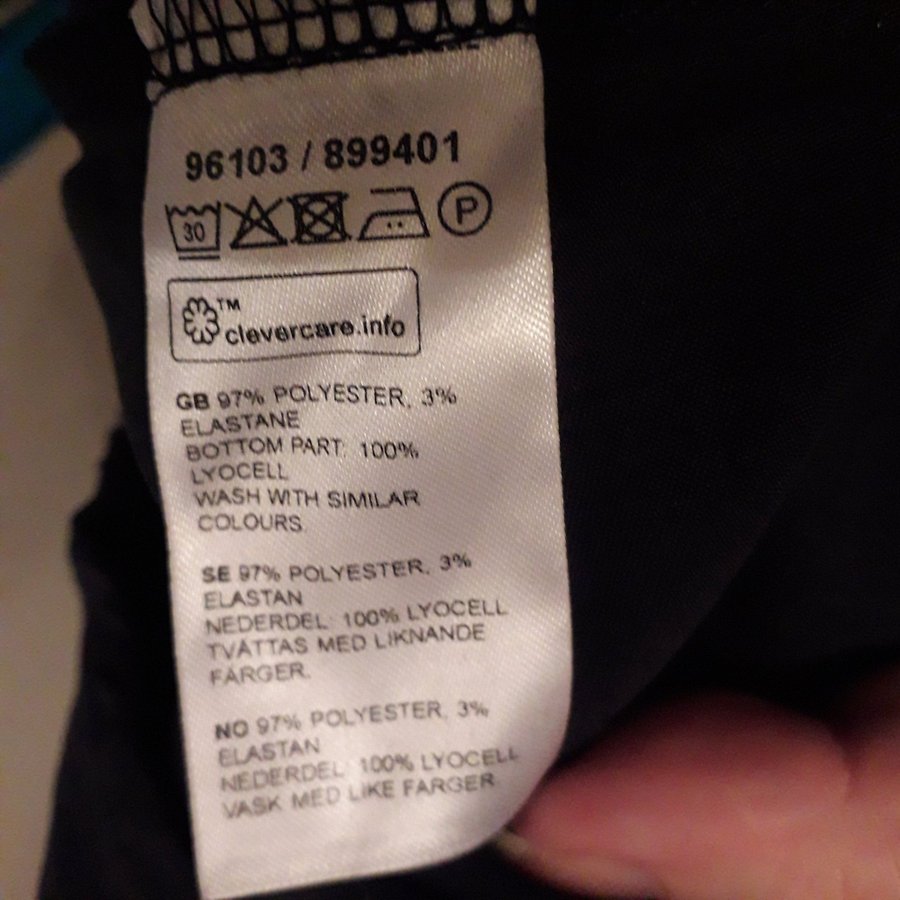 96103 / 899401
30
P
TM
clevercare.info
GB 97% POLYESTER, 3%
ELASTANE
BOTTOM PART: 100%
LYOCELL
WASH WITH SIMILAR
COLOURS.
SE 97% POLYESTER, 3%
ELASTAN
NEDERDEL: 100% LYOCELL
TVÄTTAS MED LIKNANDE
FÄRGER.
NO 97% POLYESTER, 3%
ELASTAN
NEDERDEL: 100% LYOCELL
VASK MED LIKE FARGER